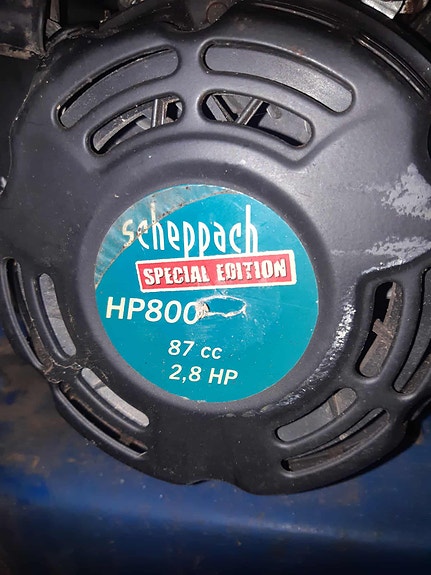 scheppach
SPECIAL EDITION
HP800
87 cc
2,8 HP